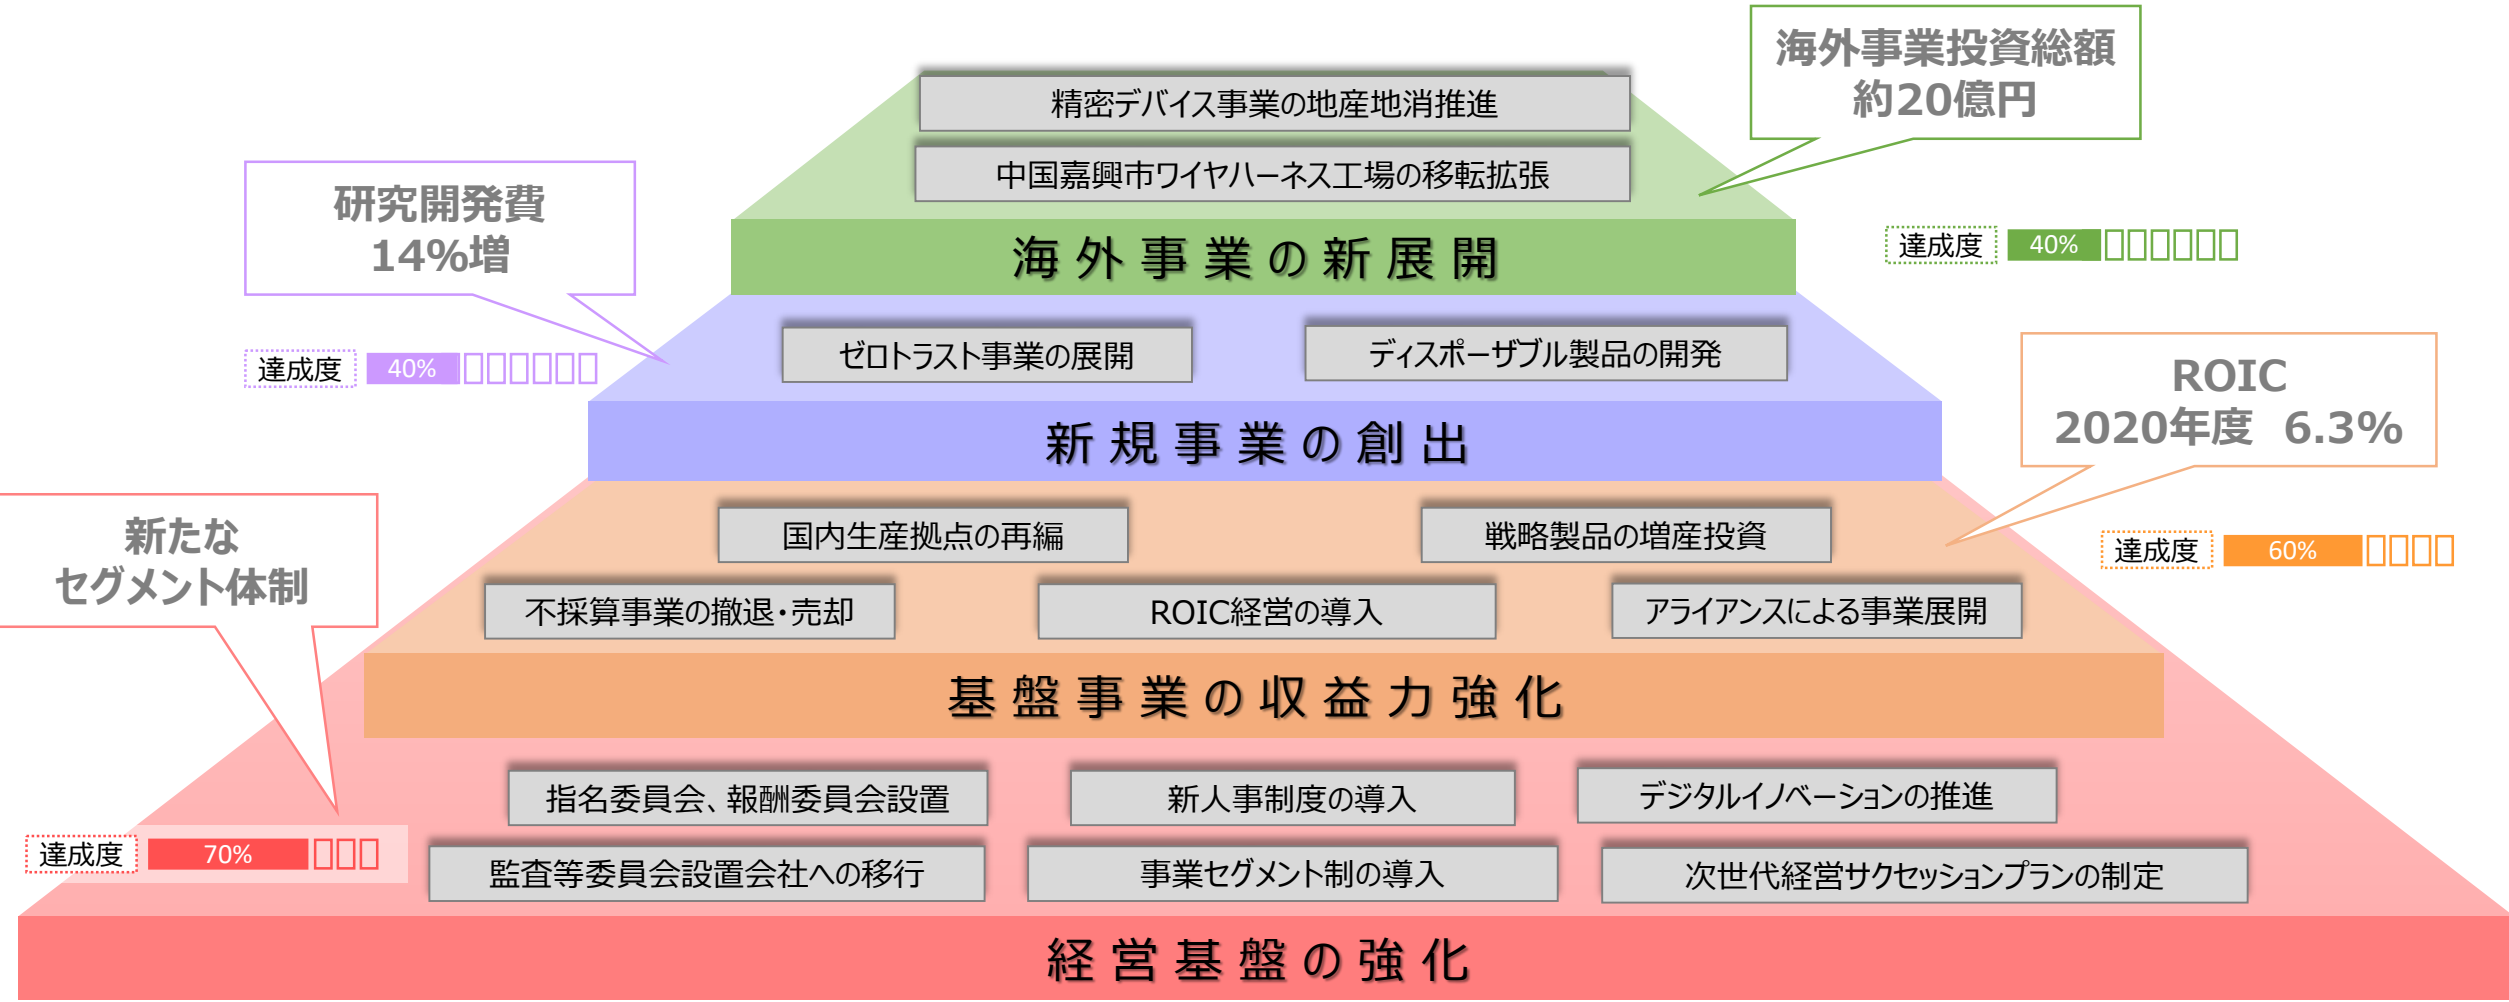 海外事業投資総額
約20億円
精密デバイス事業の地産地消推進
中国嘉興市ワイヤハーネス工場の移転拡張
海外事業の新展開
達成度 40%
研究開発費
14%増
達成度 40%
ゼロトラスト事業の展開
ディスポーザブル製品の開発
新規事業の創出
ROIC
2020年度 6.3%
達成度 60%
国内生産拠点の再編
戦略製品の増産投資
不採算事業の撤退・売却
ROIC経営の導入
アライアンスによる事業展開
基盤事業の収益力強化
新たな
セグメント体制
達成度 70%
指名委員会、報酬委員会設置
新人事制度の導入
デジタルイノベーションの推進
監査等委員会設置会社への移行
事業セグメント制の導入
次世代経営サクセッションプランの制定
経営基盤の強化